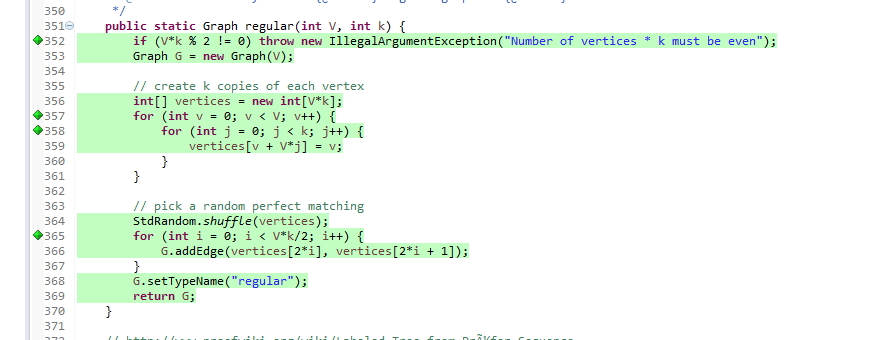 350 */
351 public static Graph regular(int V, int k) {
352 if (V*k % 2 != 0) throw new IllegalArgumentException("Number of vertices * k must be even");
353 Graph G = new Graph(V);
354
355 // create k copies of each vertex
356 int[] vertices = new int[V*k];
357 for (int v = 0; v < V; v++) {
358 for (int j = 0; j < k; j++) {
359 vertices[v + V*j] = v;
360 }
361 }
362
363 // pick a random perfect matching
364 StdRandom.shuffle(vertices);
365 for (int i = 0; i < V*k/2; i++) {
366 G.addEdge(vertices[2*i], vertices[2*i + 1]);
367 }
368 G.setTypeName("regular");
369 return G;
370 }
371